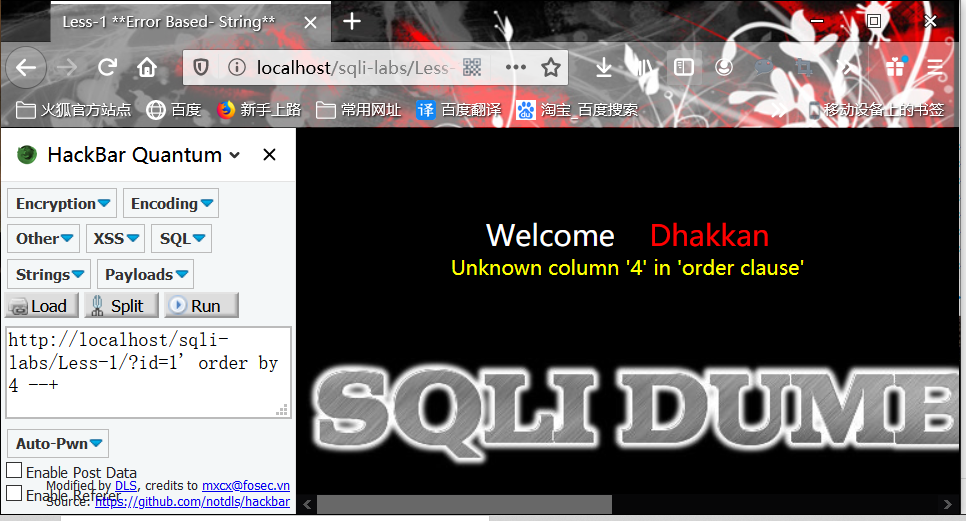 Less-1 **Error Based- String**
localhost/sqli-labs/Less-
火狐官方站点 百度 新手上路 常用网址 百度翻译 淘宝_百度搜索 移动设备上的书签
HackBar Quantum
Encryption Encoding
Other XSS SQL
Strings Payloads
Load Split Run
http://localhost/sqli-
labs/Less-1/?id=1' order by
4 --+
Auto-Pwn
Enable Post Data
Enable Referer
Modified by DLS, credits to mxcx@fosec.vn
Source: https://github.com/notdls/hackbar
Welcome Dhakkan
Unknown column '4' in 'order clause'
SQLI DUMB